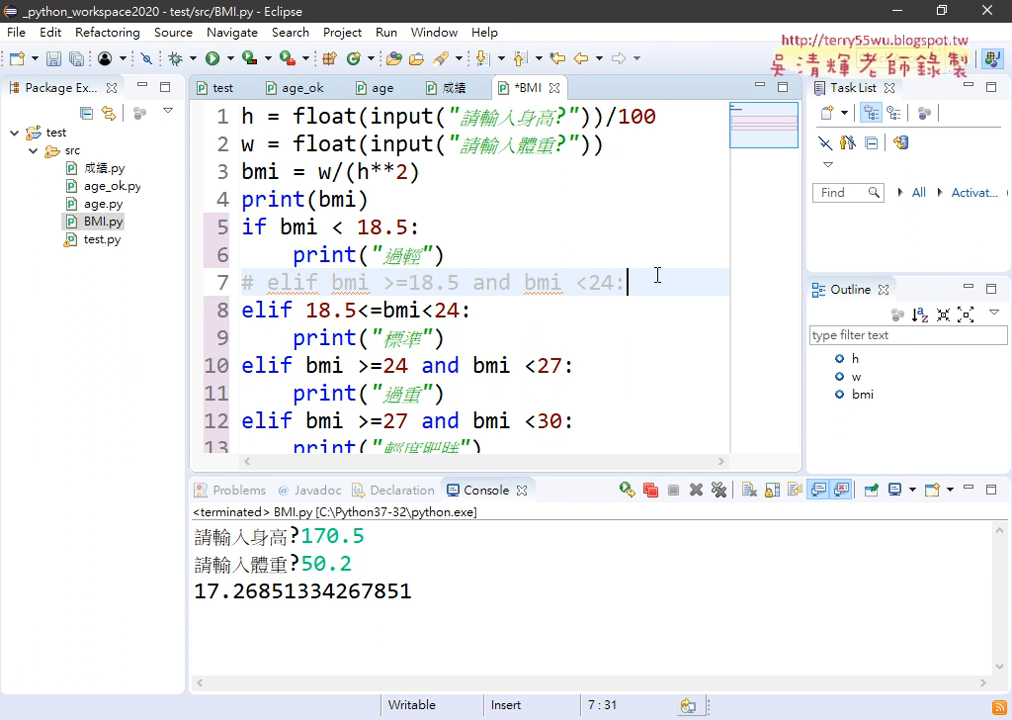 _python_workspace2020 - test/src/BMI.py - Eclipse
File Edit Refactoring Source Navigate Search Project Run Window Help
http://terry55wu.blogspot.tw
吳清輝老師錄製
Package Ex...
test
src
成績.py
age_ok.py
age.py
BMI.py
test.py
test age_ok age 成績 *BMI
1 h = float(input("請輸入身高?"))/100
2 w = float(input("請輸入體重?"))
3 bmi = w/(h**2)
4 print(bmi)
5 if bmi < 18.5:
6 print("過輕")
7 # elif bmi >=18.5 and bmi <24:
8 elif 18.5<=bmi<24:
9 print("標準")
10 elif bmi >=24 and bmi <27:
11 print("過重")
12 elif bmi >=27 and bmi <30:
13 print("輕度肥胖")
Task List
Find All Activat...
Outline
type filter text
h
w
bmi
Problems @ Javadoc Declaration Console
<terminated> BMI.py [C:\Python37-32\python.exe]
請輸入身高?170.5
請輸入體重?50.2
17.26851334267851
Writable Insert 7 : 31